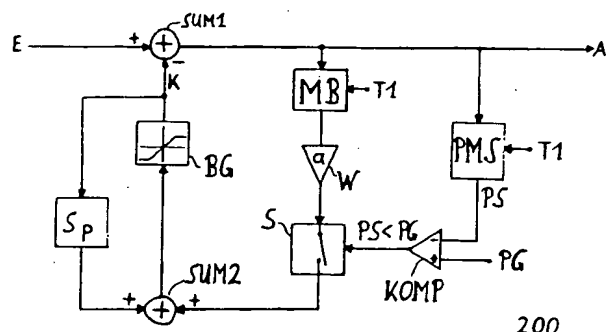 SUM1
E
+
+
A
-
K
MB
T1
PMS
T1
BG
a
W
PS
Sp
S
PS<PG
-
+
PG
KOMP
SUM2
+
+
+
200